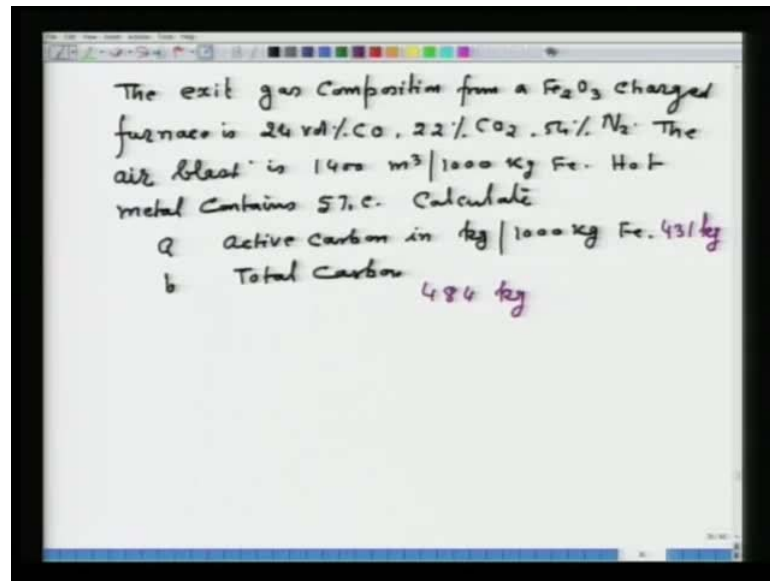 The exit gas composition from a Fe2O3 charged
furnace is 24 vol % CO, 22 % CO2, 54 % N2. The
air blast is 1400 m³ | 1000 kg Fe. Hot
metal contains 5 % C. Calculate
a active carbon in kg | 1000 kg Fe. 431 kg
b Total Carbon
484 kg